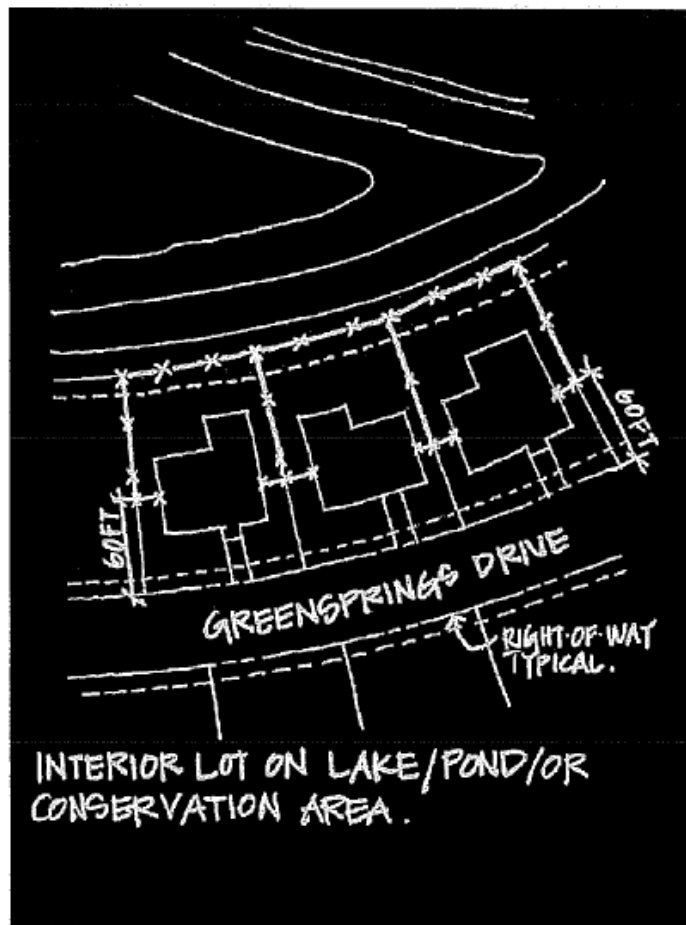 60FT
60FT
GREENSPRINGS DRIVE
RIGHT-OF-WAY
TYPICAL.
INTERIOR LOT ON LAKE/POND/OR
CONSERVATION AREA.